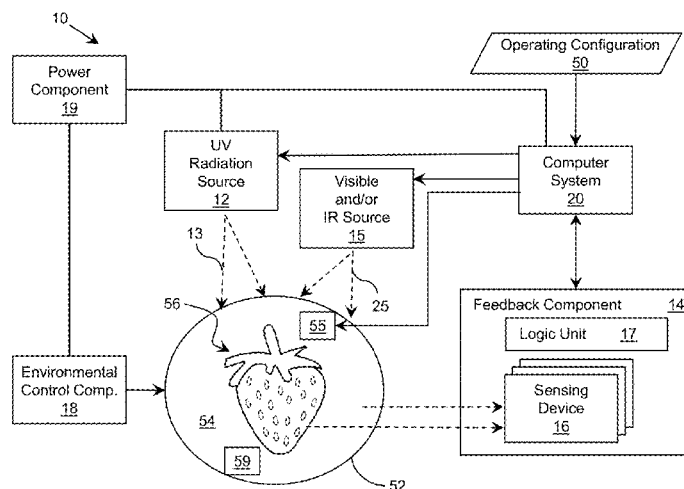 10
Power
Component
19
Operating Configuration
50
UV
Radiation
Source
12
Visible
and/or
IR Source
15
Computer
System
20
13
25
56
55
Feedback Component 14
Logic Unit 17
Sensing
Device
16
Environmental
Control Comp.
18
54
59
52